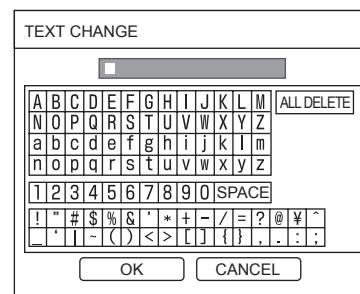 TEXT CHANGE
A B C D E F G H I J K L M ALL DELETE
N O P Q R S T U V W X Y Z
a b c d e f g h i j k l m
n o p q r s t u v w x y z
1 2 3 4 5 6 7 8 9 0 SPACE
! " # $ % & ' * + - / = ? @ ¥ ^
_ ‘ | ~ ( ) < > [ ] { } , . : ;
OK CANCEL